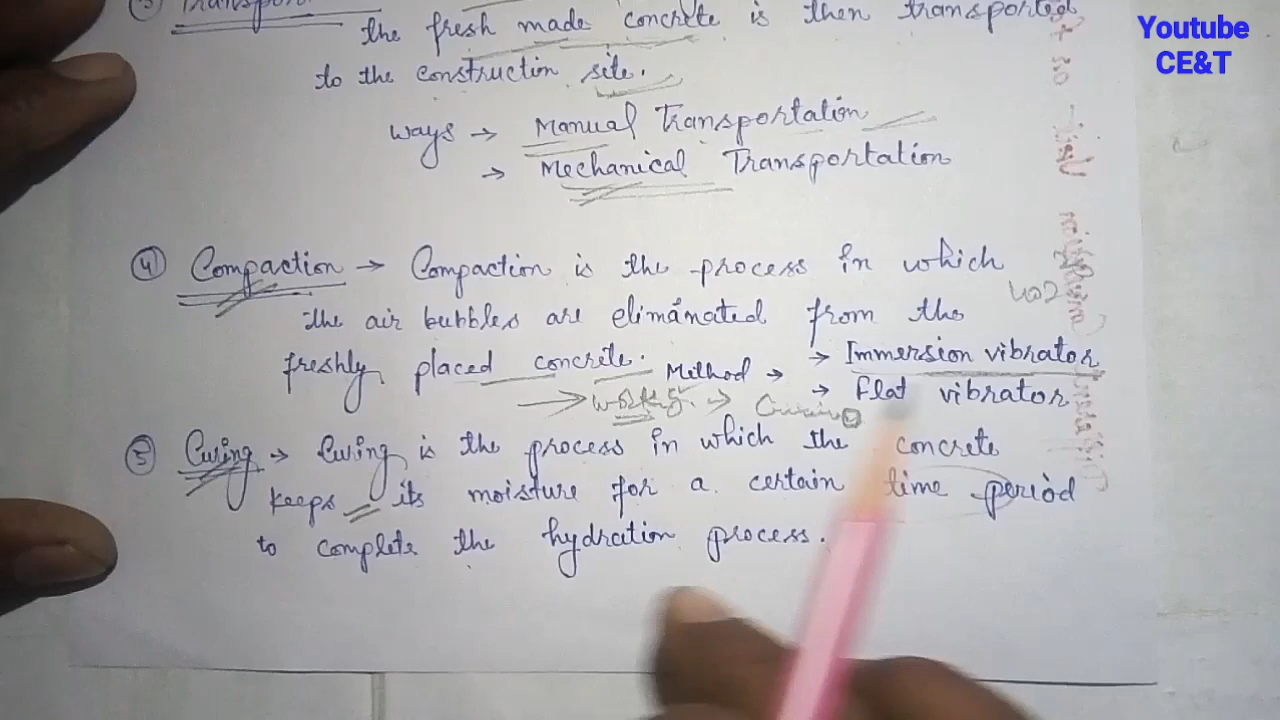 ③ Transport
the fresh made concrete is then transported
to the construction site.
ways → Manual Transportation
→ Mechanical Transportation
④ Compaction → Compaction is the process in which
the air bubbles are eliminated from the
freshly placed concrete. Method → → Immersion vibrator
→ Flat vibrator
⑤ Curing → Curing is the process in which the concrete
keeps its moisture for a certain time period
to complete the hydration process.
Youtube
CE&T